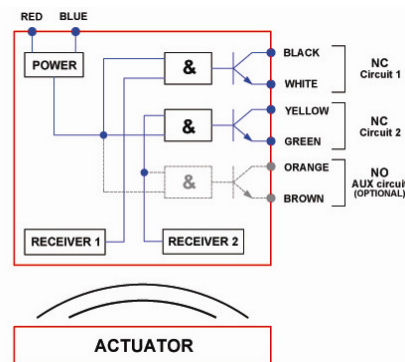 RED BLUE
POWER
&
BLACK
WHITE
NC
Circuit 1
&
YELLOW
GREEN
NC
Circuit 2
&
ORANGE
BROWN
NO
AUX circuit
(OPTIONAL)
RECEIVER 1
RECEIVER 2
ACTUATOR